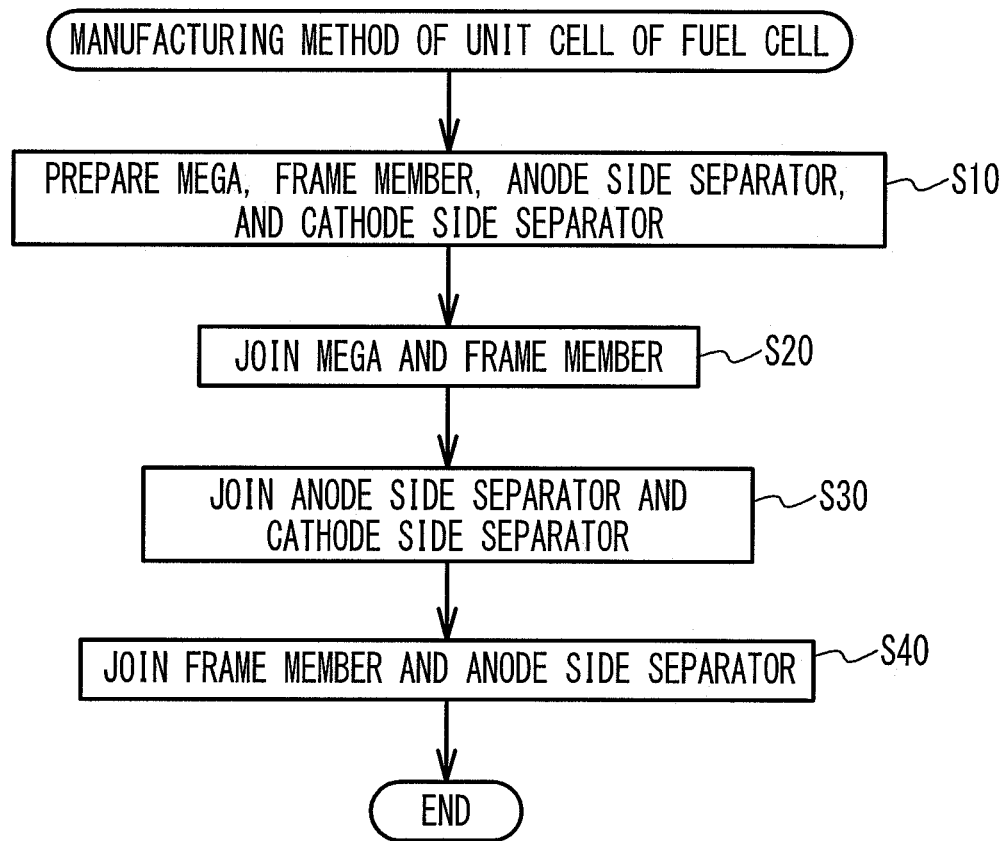 MANUFACTURING METHOD OF UNIT CELL OF FUEL CELL
PREPARE MEGA, FRAME MEMBER, ANODE SIDE SEPARATOR,
AND CATHODE SIDE SEPARATOR
S10
JOIN MEGA AND FRAME MEMBER
S20
JOIN ANODE SIDE SEPARATOR AND
CATHODE SIDE SEPARATOR
S30
JOIN FRAME MEMBER AND ANODE SIDE SEPARATOR
S40
END